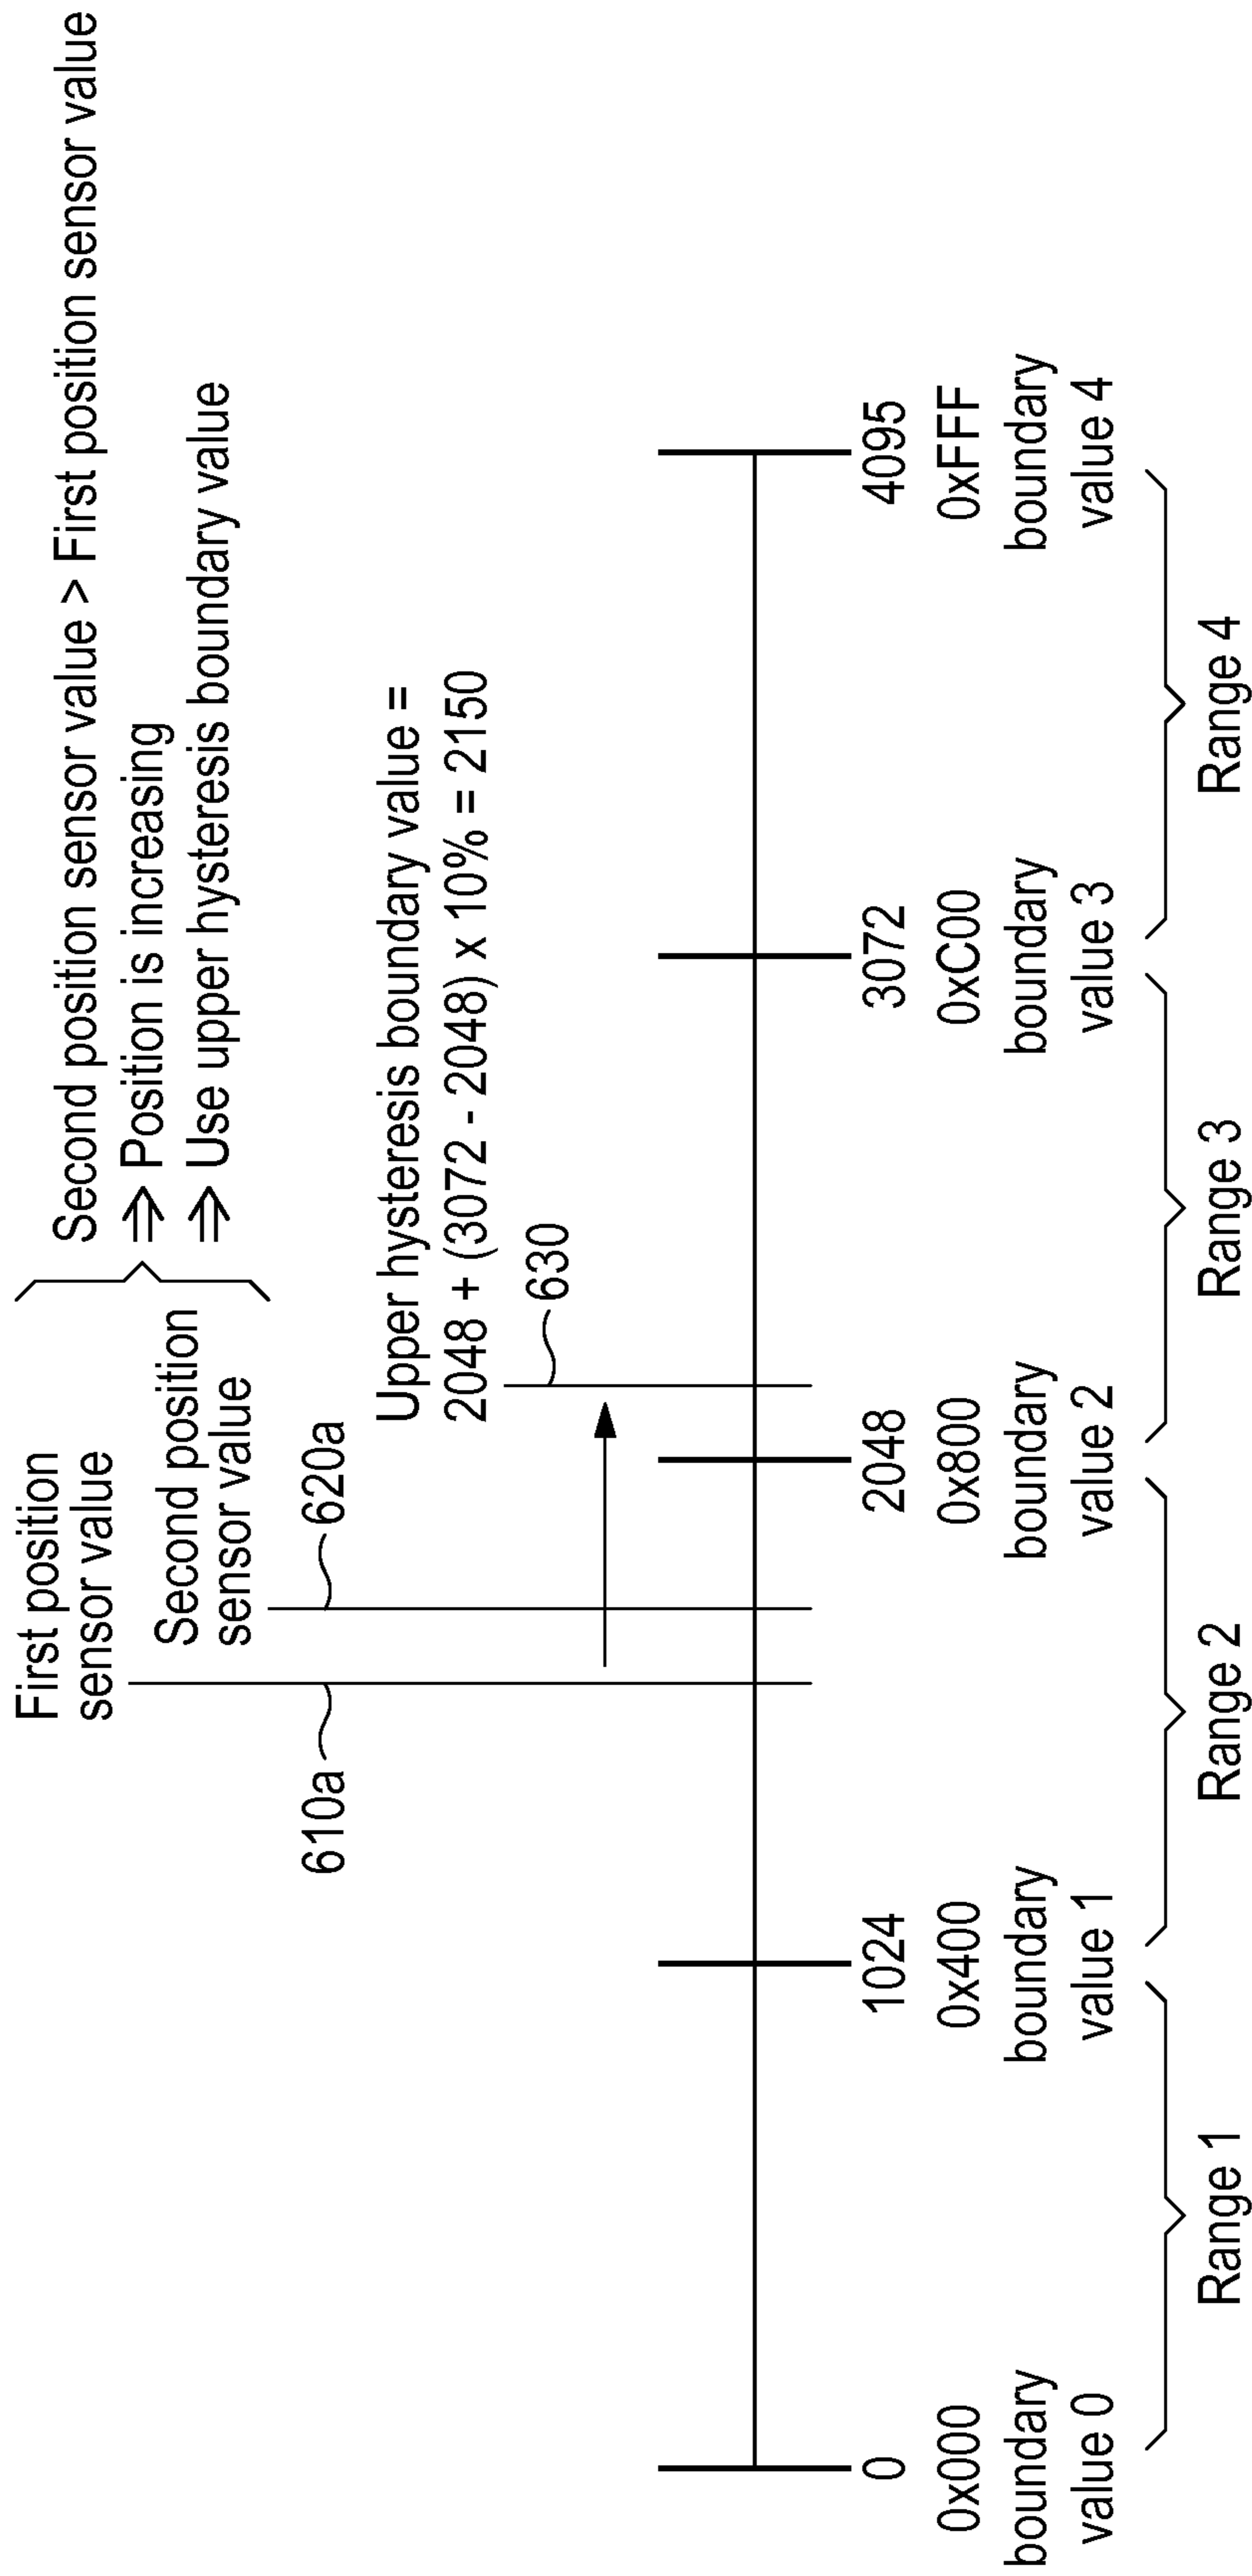 First position
sensor value
Second position
sensor value
Second position sensor value > First position sensor value
⇒ Position is increasing
⇒ Use upper hysteresis boundary value
610a
620a
Upper hysteresis boundary value =
2048 + (3072 - 2048) x 10% = 2150
630
0
0x000
boundary
value 0
1024
0x400
boundary
value 1
2048
0x800
boundary
value 2
3072
0xC00
boundary
value 3
4095
0xFFF
boundary
value 4
Range 1
Range 2
Range 3
Range 4